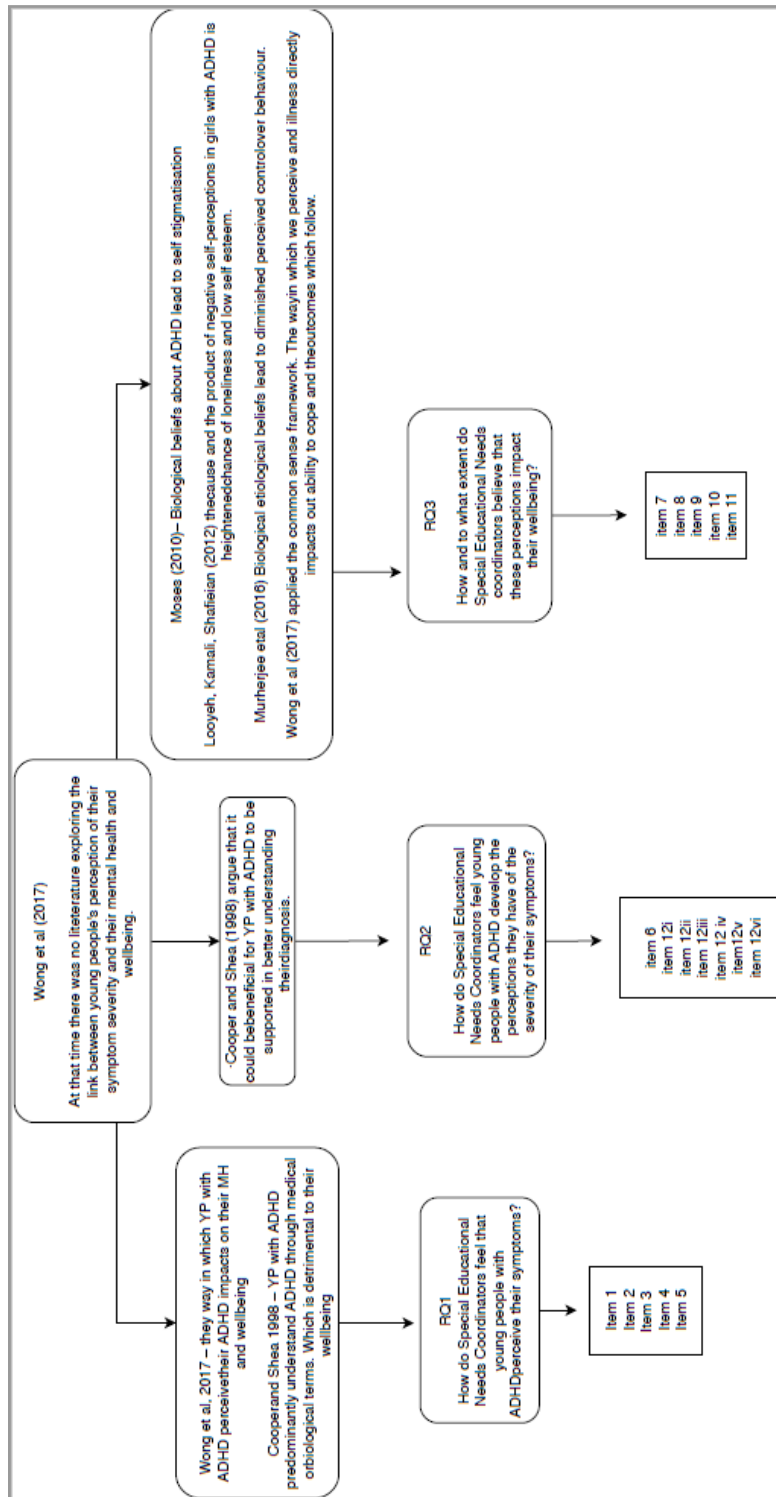 Wong et al (2017)
At that time there was no liteterature exploring the
link between young people's perception of their
symptom severity and their mental health and
wellbeing.
Wong et al, 2017 – they way in which YP with
ADHD perceivetheir ADHD impacts on their MH
and wellbeing
Cooperand Shea 1998 – YP with ADHD
predominantly understand ADHD through medical
orbiological terms. Which is detrimental to their
wellbeing
-Cooper and Shea (1998) argue that it
could bebeneficial for YP with ADHD to be
supported in better understanding
theirdiagnosis.
Moses (2010)– Biological beliefs about ADHD lead to self stigmatisation
Looyeh, Kamali, Shafieian (2012) thecause and the product of negative self-perceptions in girls with ADHD is
heightenedchance of loneliness and low self esteem.
Murherjee etal (2016) Biological etiological beliefs lead to diminished perceived controlover behaviour.
Wong et al (2017) applied the common sense framework. The wayin which we perceive and illness directly
impacts out ability to cope and theoutcomes which follow.
RQ1
How do Special Educational
Needs Coordinators feel that
young people with
ADHDperceive their symptoms?
RQ2
How do Special Educational
Needs Coordinators feel young
people with ADHD develop the
perceptions they have of the
severity of their symptoms?
RQ3
How and to what extent do
Special Educational Needs
coordinators believe that
these perceptions impact
their wellbeing?
Item 1
Item 2
Item 3
Item 4
Item 5
item 6
item 12i
item 12ii
item 12iii
item 12 iv
item12v
item 12vi
item 7
item 8
item 9
item 10
item 11